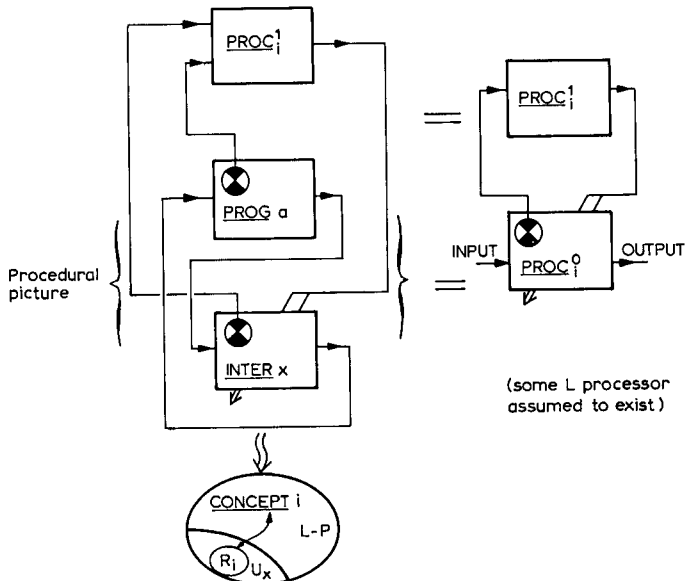 PROC¹ᵢ
PROG a
Procedural
picture
INTER x
CONCEPT i
L-P
Rᵢ
Uₓ
=
PROC¹ᵢ
=
INPUT
OUTPUT
PROC⁰ᵢ
(some L processor
assumed to exist)